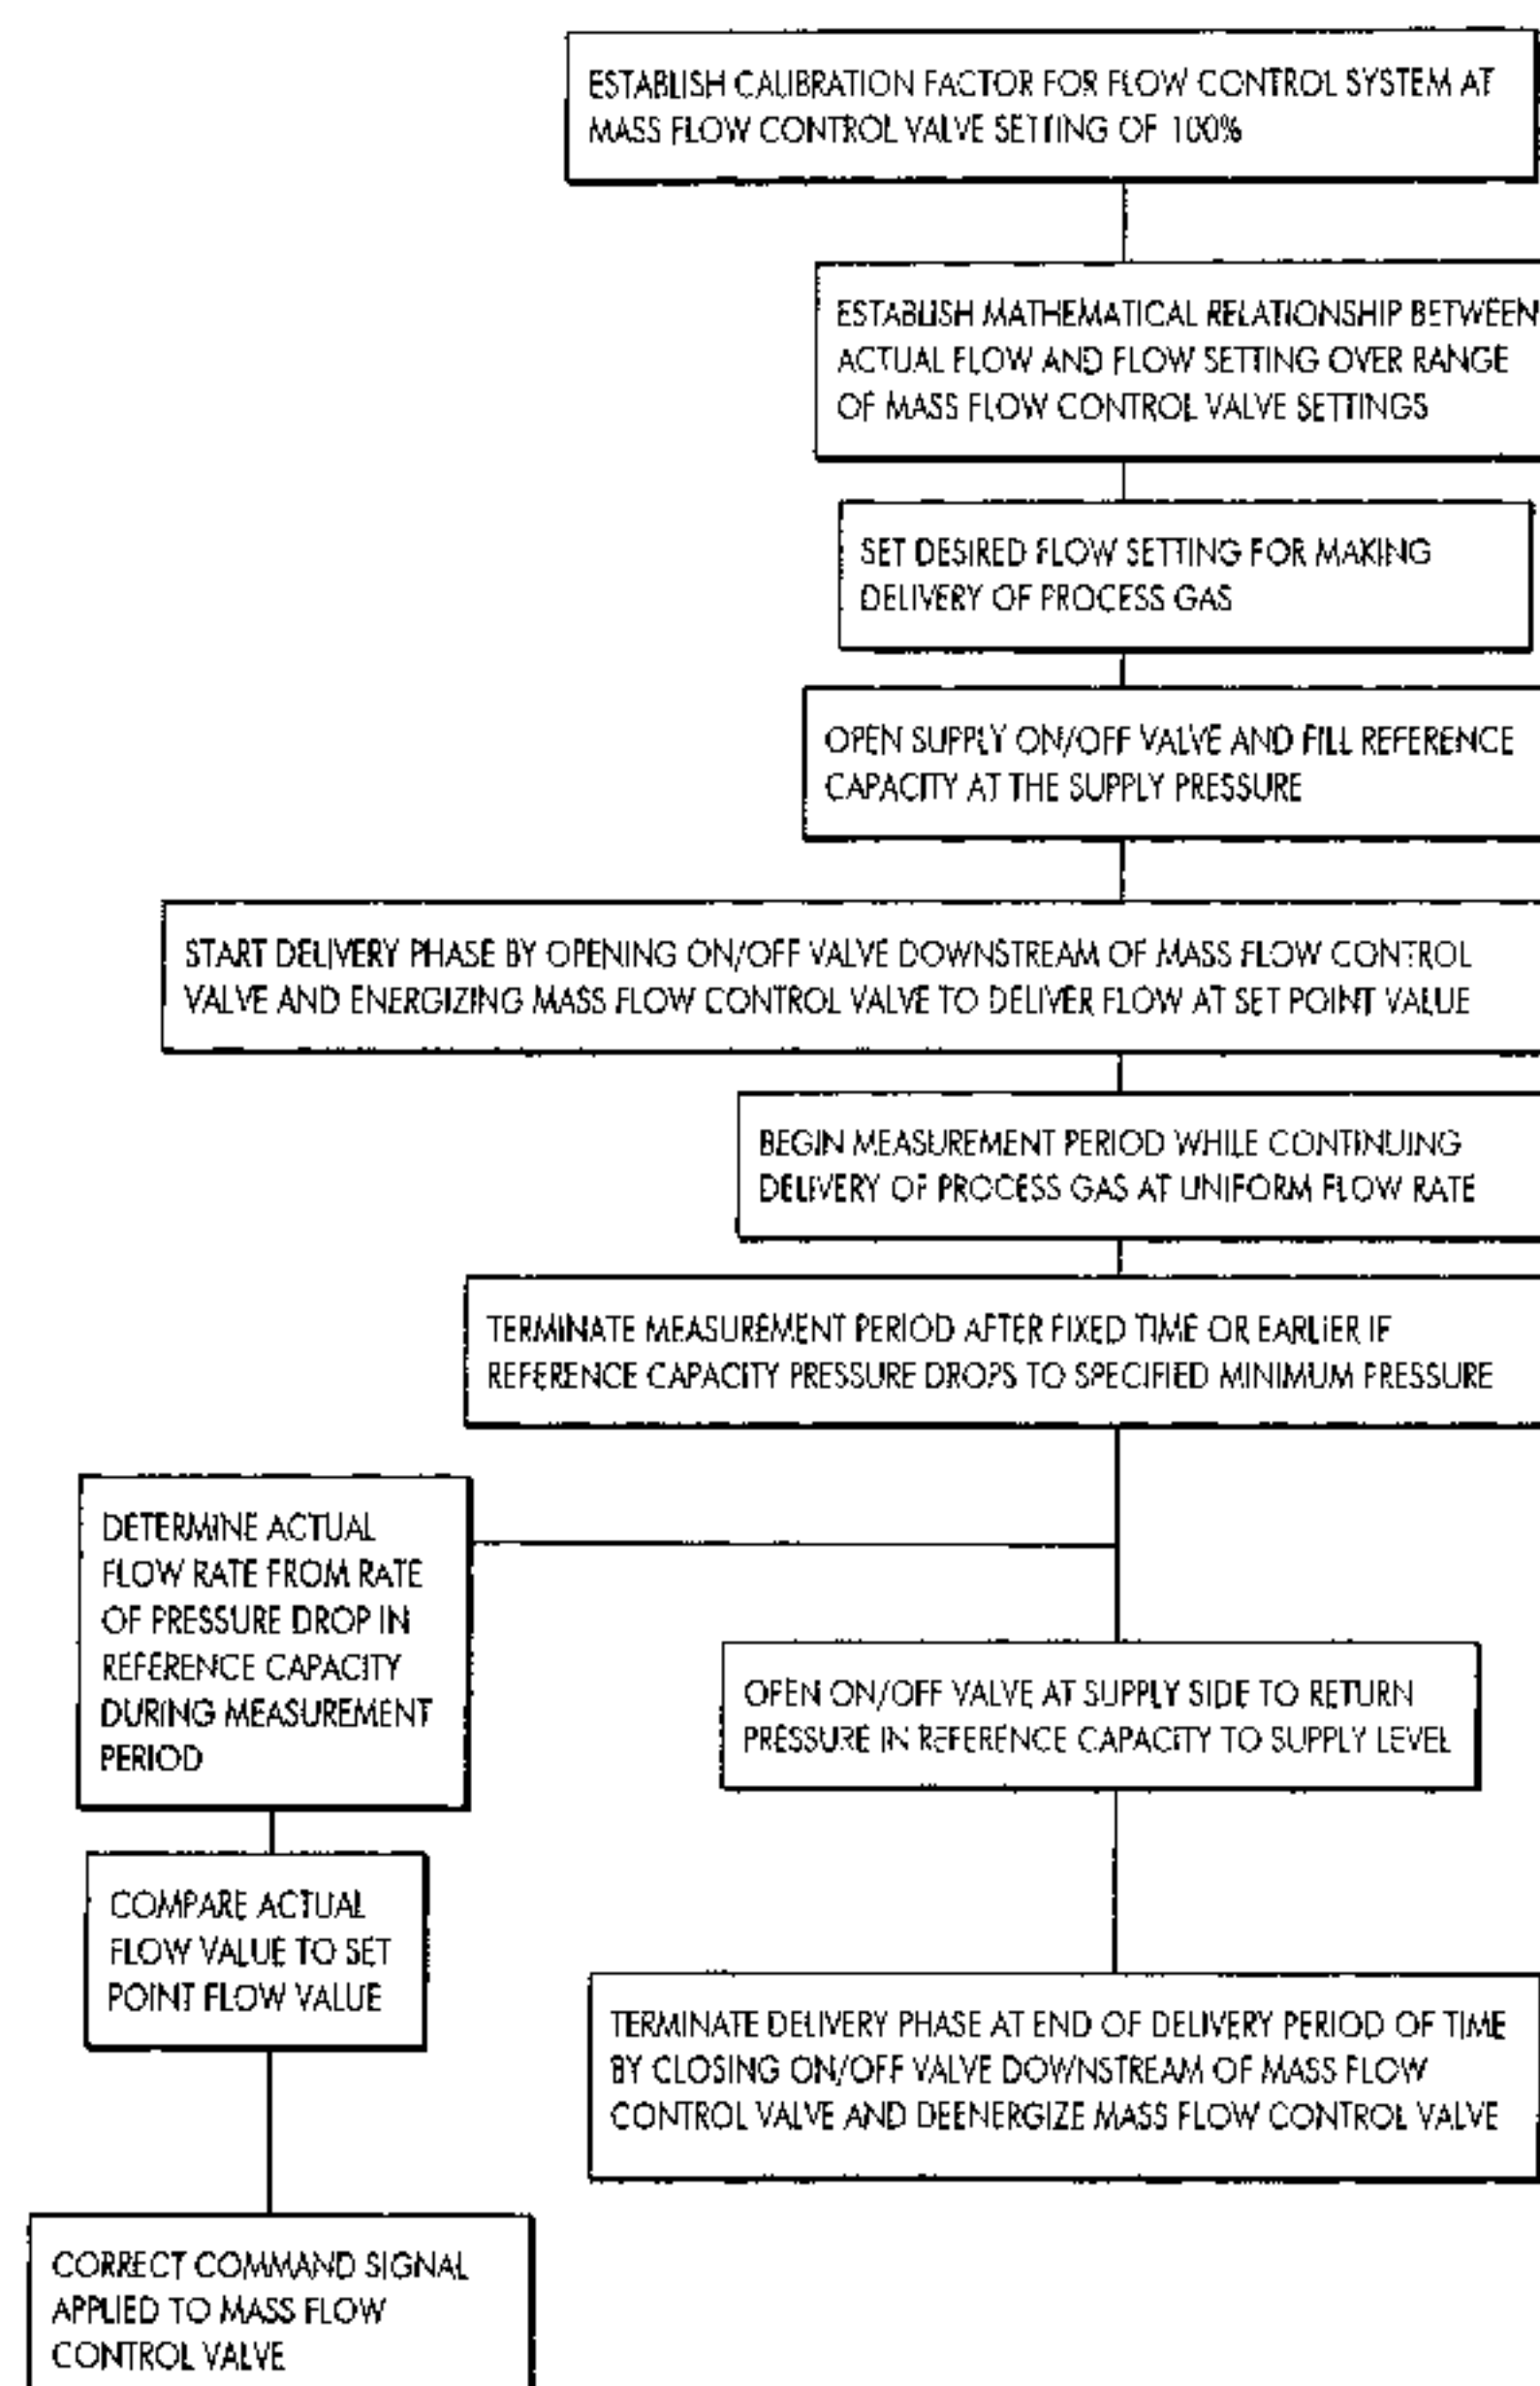 ESTABLISH CALIBRATION FACTOR FOR FLOW CONTROL SYSTEM AT
MASS FLOW CONTROL VALVE SETTING OF 100%
ESTABLISH MATHEMATICAL RELATIONSHIP BETWEEN
ACTUAL FLOW AND FLOW SETTING OVER RANGE
OF MASS FLOW CONTROL VALVE SETTINGS
SET DESIRED FLOW SETTING FOR MAKING
DELIVERY OF PROCESS GAS
OPEN SUPPLY ON/OFF VALVE AND FILL REFERENCE
CAPACITY AT THE SUPPLY PRESSURE
START DELIVERY PHASE BY OPENING ON/OFF VALVE DOWNSTREAM OF MASS FLOW CONTROL
VALVE AND ENERGIZING MASS FLOW CONTROL VALVE TO DELIVER FLOW AT SET POINT VALUE
BEGIN MEASUREMENT PERIOD WHILE CONTINUING
DELIVERY OF PROCESS GAS AT UNIFORM FLOW RATE
TERMINATE MEASUREMENT PERIOD AFTER FIXED TIME OR EARLIER IF
REFERENCE CAPACITY PRESSURE DROPS TO SPECIFIED MINIMUM PRESSURE
DETERMINE ACTUAL
FLOW RATE FROM RATE
OF PRESSURE DROP IN
REFERENCE CAPACITY
DURING MEASUREMENT
PERIOD
OPEN ON/OFF VALVE AT SUPPLY SIDE TO RETURN
PRESSURE IN REFERENCE CAPACITY TO SUPPLY LEVEL
COMPARE ACTUAL
FLOW VALUE TO SET
POINT FLOW VALUE
TERMINATE DELIVERY PHASE AT END OF DELIVERY PERIOD OF TIME
BY CLOSING ON/OFF VALVE DOWNSTREAM OF MASS FLOW
CONTROL VALVE AND DEENERGIZE MASS FLOW CONTROL VALVE
CORRECT COMMAND SIGNAL
APPLIED TO MASS FLOW
CONTROL VALVE